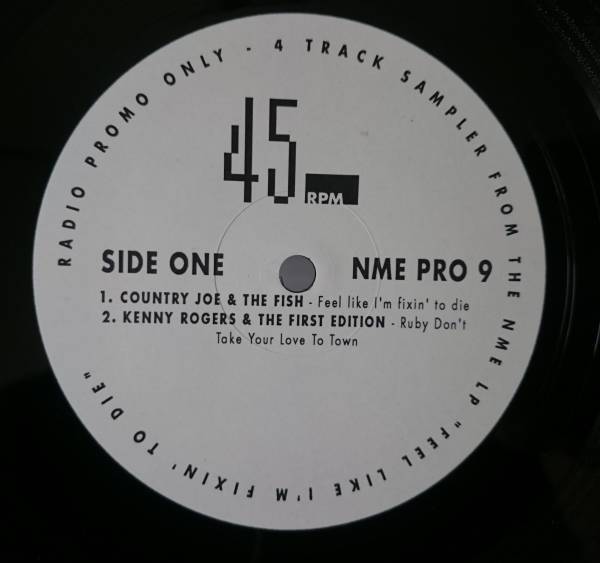 RADIO PROMO ONLY - 4 TRACK SAMPLER FROM THE NME LP "FEEL LIKE I'M FIXIN' TO DIE"
45
RPM
SIDE ONE
NME PRO 9
1. COUNTRY JOE & THE FISH - Feel like I'm fixin' to die
2. KENNY ROGERS & THE FIRST EDITION - Ruby Don't
Take Your Love To Town